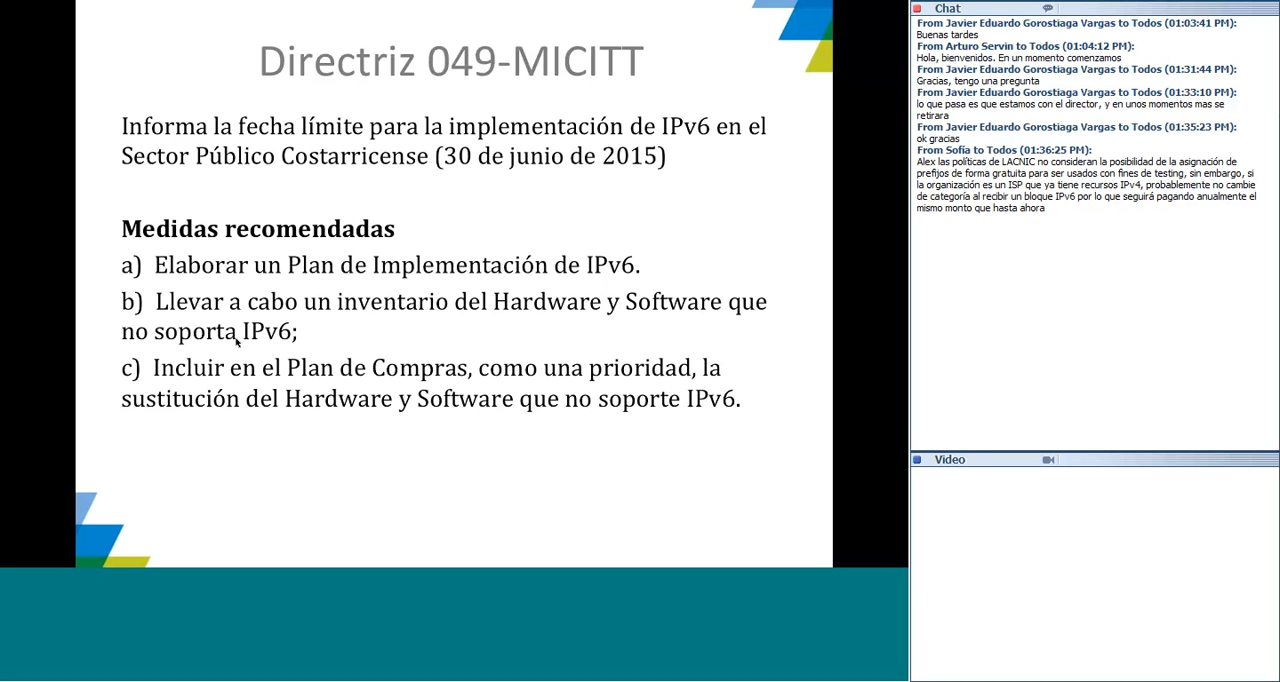 Directriz 049-MICITT
Informa la fecha límite para la implementación de IPv6 en el
Sector Público Costarricense (30 de junio de 2015)
Medidas recomendadas
a) Elaborar un Plan de Implementación de IPv6.
b) Llevar a cabo un inventario del Hardware y Software que
no soporta IPv6;
c) Incluir en el Plan de Compras, como una prioridad, la
sustitución del Hardware y Software que no soporte IPv6.
Chat
From Javier Eduardo Gorostiaga Vargas to Todos (01:03:41 PM):
Buenas tardes
From Arturo Servin to Todos (01:04:12 PM):
Hola, bienvenidos. En un momento comenzamos
From Javier Eduardo Gorostiaga Vargas to Todos (01:31:44 PM):
Gracias, tengo una pregunta
From Javier Eduardo Gorostiaga Vargas to Todos (01:33:10 PM):
lo que pasa es que estamos con el director, y en unos momentos mas se
retirara
From Javier Eduardo Gorostiaga Vargas to Todos (01:35:23 PM):
ok gracias
From Sofía to Todos (01:36:25 PM):
Alex las políticas de LACNIC no consideran la posibilidad de la asignación de
prefijos de forma gratuita para ser usados con fines de testing, sin embargo, si
la organización es un ISP que ya tiene recursos IPv4, probablemente no cambie
de categoría al recibir un bloque IPv6 por lo que seguirá pagando anualmente el
mismo monto que hasta ahora
Video